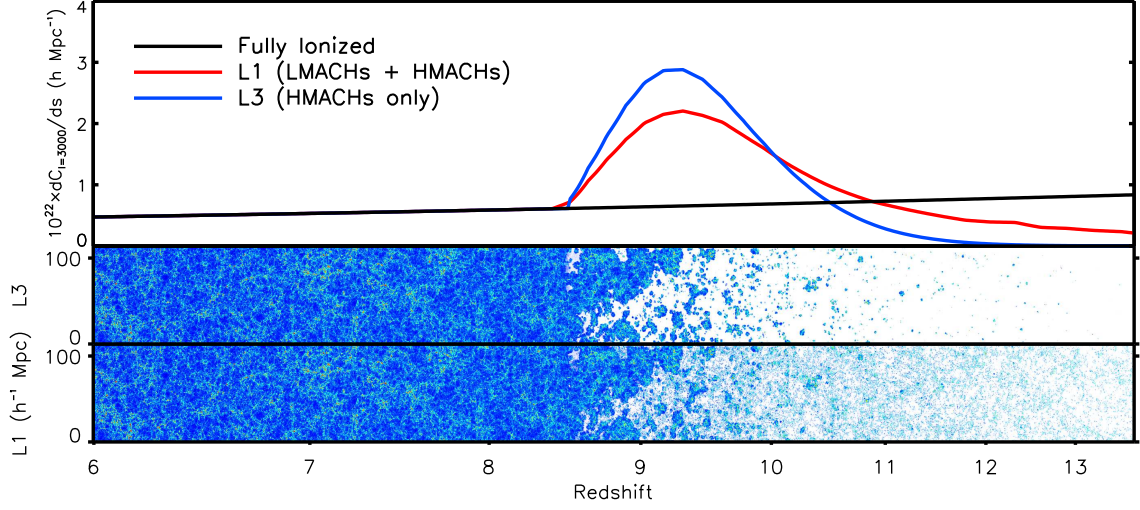 4
3
2
1
0
10²²×dC_{l=3000}/ds (h Mpc⁻¹)
Fully Ionized
L1 (LMACHs + HMACHs)
L3 (HMACHs only)
100
0
L3
100
0
L1 (h⁻¹ Mpc)
6 7 8 9 10 11 12 13
Redshift